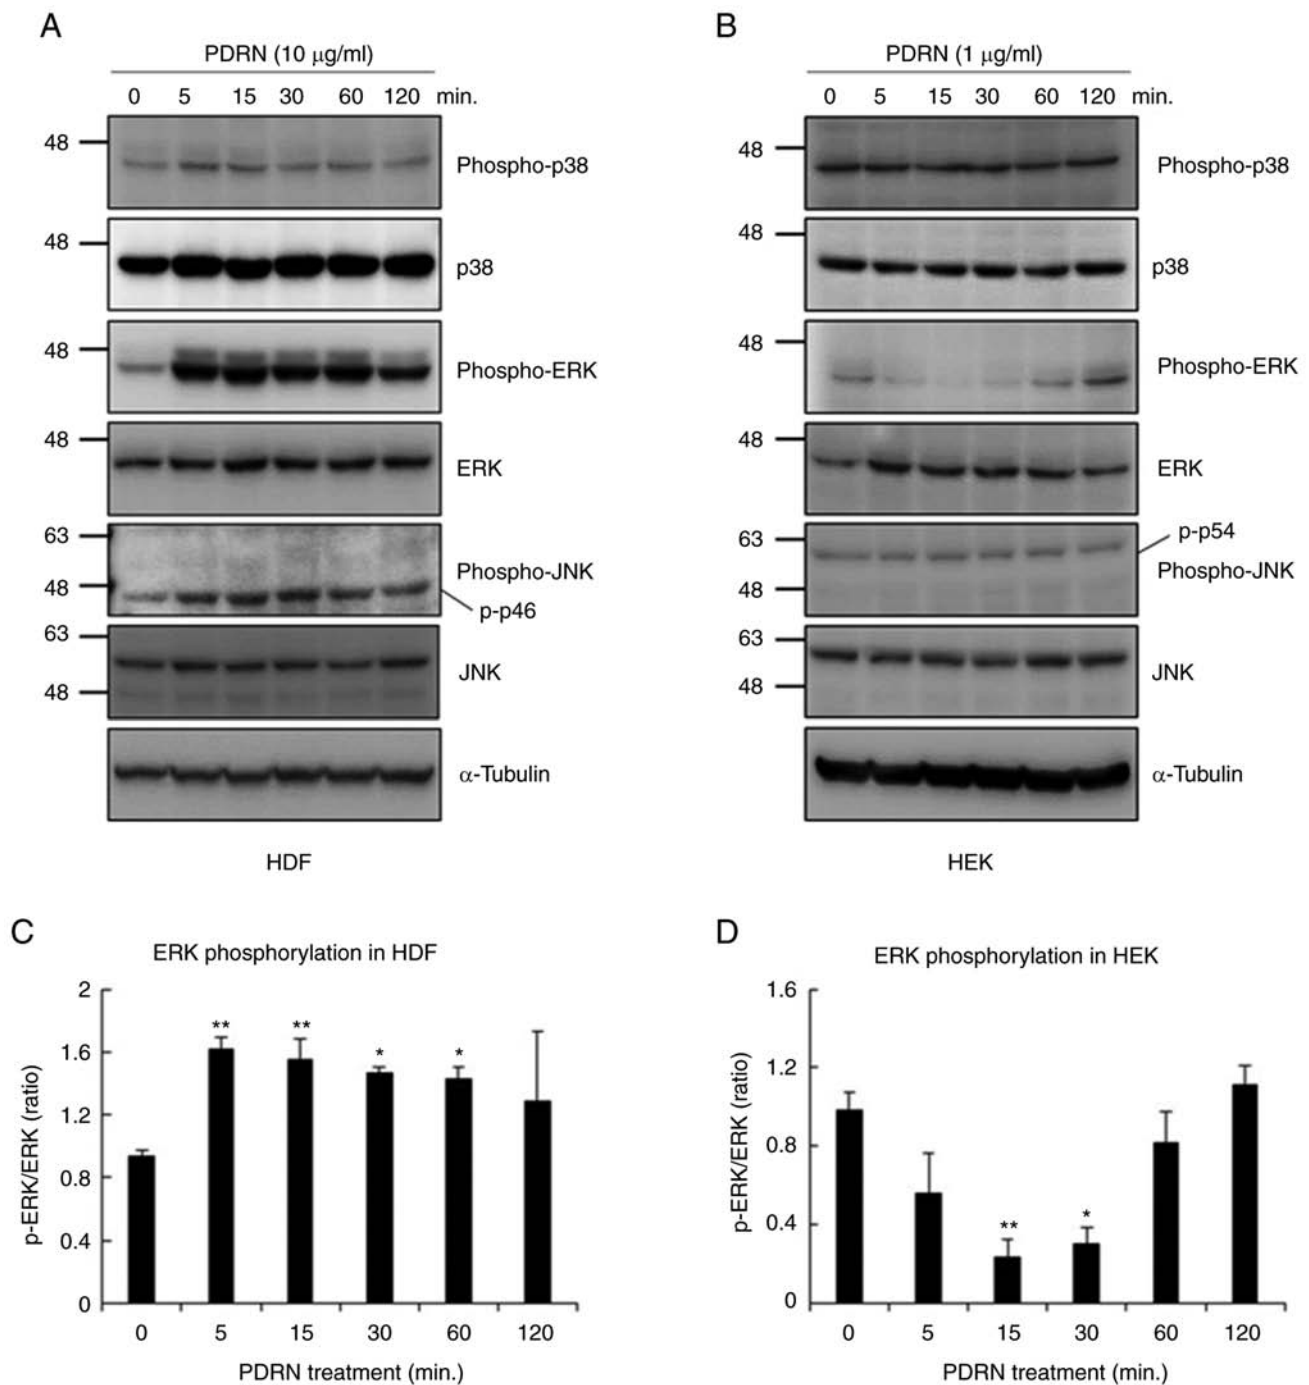 A
PDRN (10 μg/ml)
0 5 15 30 60 120 min.
48
Phospho-p38
48
p38
48
Phospho-ERK
48
ERK
63
Phospho-JNK
48
p-p46
63
JNK
48
α-Tubulin
HDF
B
PDRN (1 μg/ml)
0 5 15 30 60 120 min.
48
Phospho-p38
48
p38
48
Phospho-ERK
48
ERK
p-p54
63
Phospho-JNK
48
63
JNK
48
α-Tubulin
HEK
C
ERK phosphorylation in HDF
p-ERK/ERK (ratio)
2
1.6
1.2
0.8
0.4
0
** ** * *
0 5 15 30 60 120
PDRN treatment (min.)
D
ERK phosphorylation in HEK
p-ERK/ERK (ratio)
1.6
1.2
0.8
0.4
0
** *
0 5 15 30 60 120
PDRN treatment (min.)